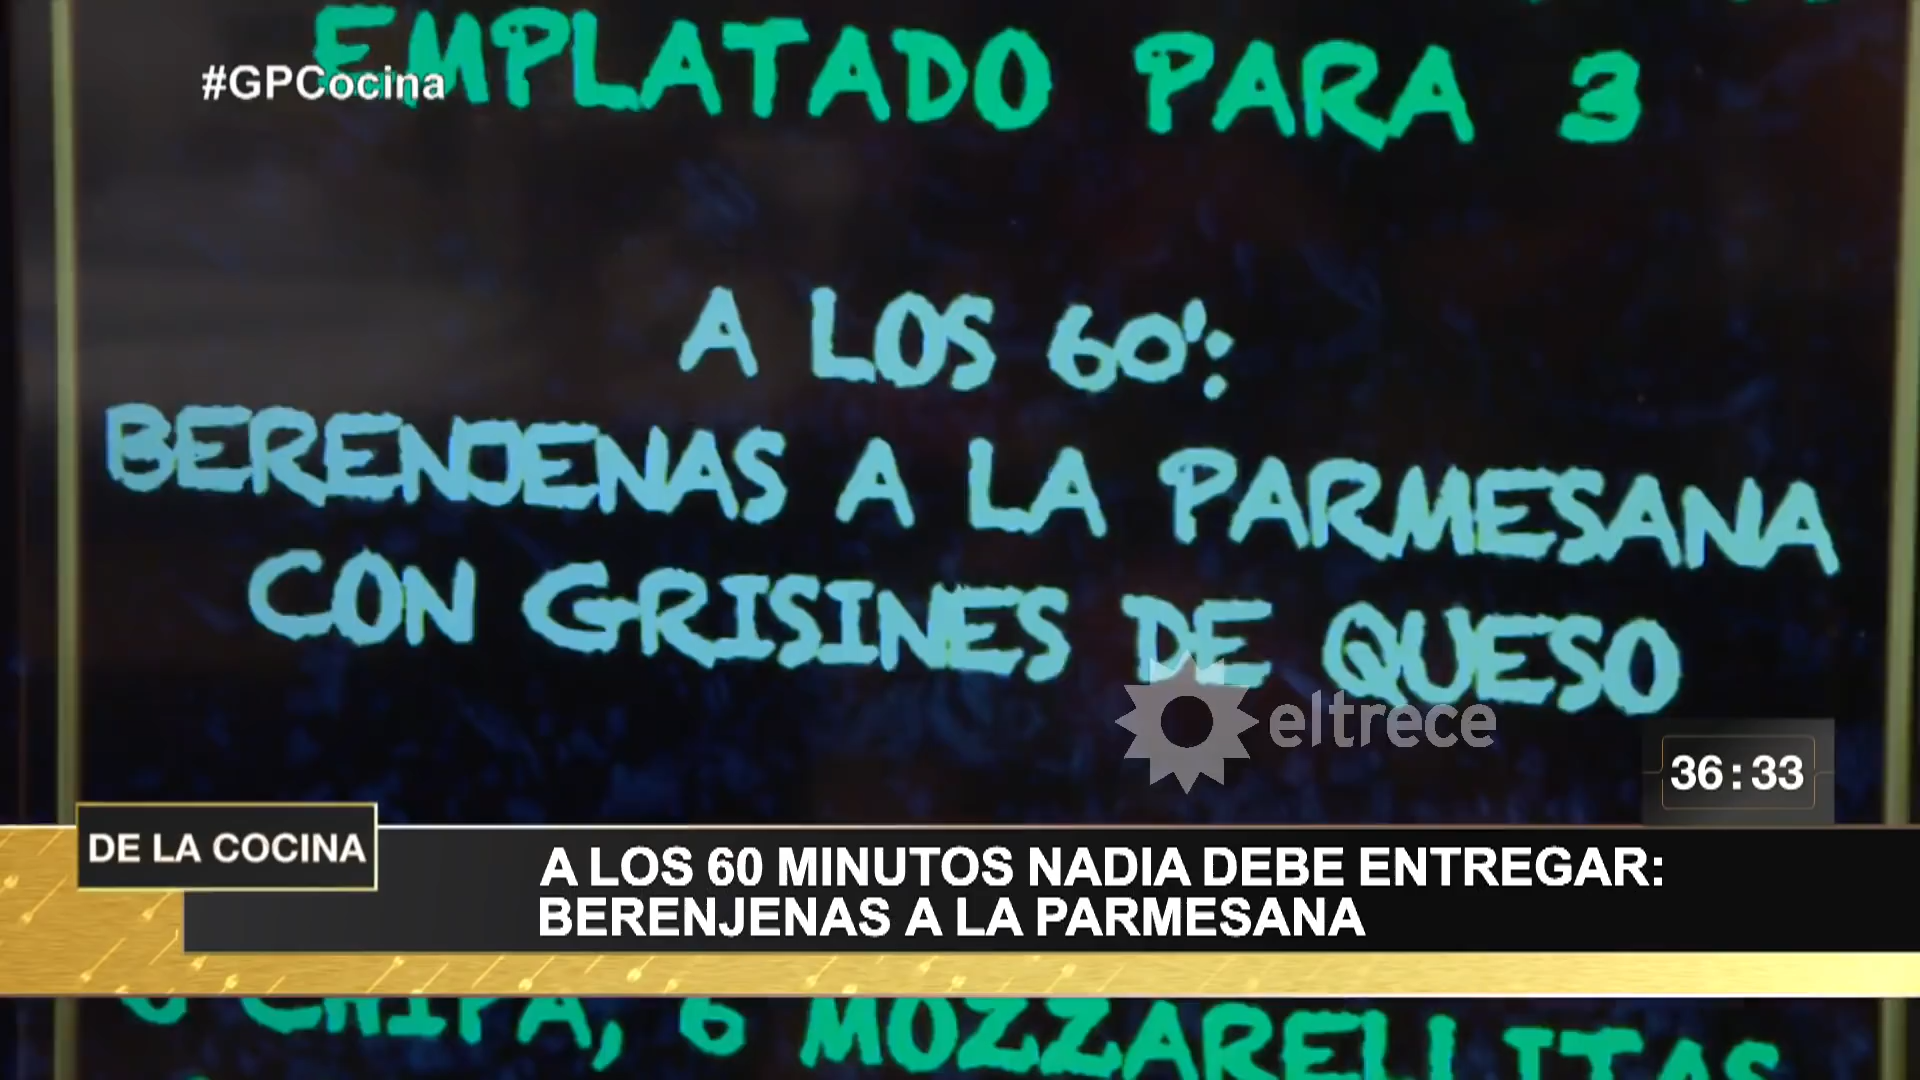 EMPLATADO PARA 3
#GPCocina
A LOS 60':
BERENJENAS A LA PARMESANA
CON GRISINES DE QUESO
eltrece
36:33
DE LA COCINA
A LOS 60 MINUTOS NADIA DEBE ENTREGAR:
BERENJENAS A LA PARMESANA
CHIPA, 6 MOZZARELLITAS